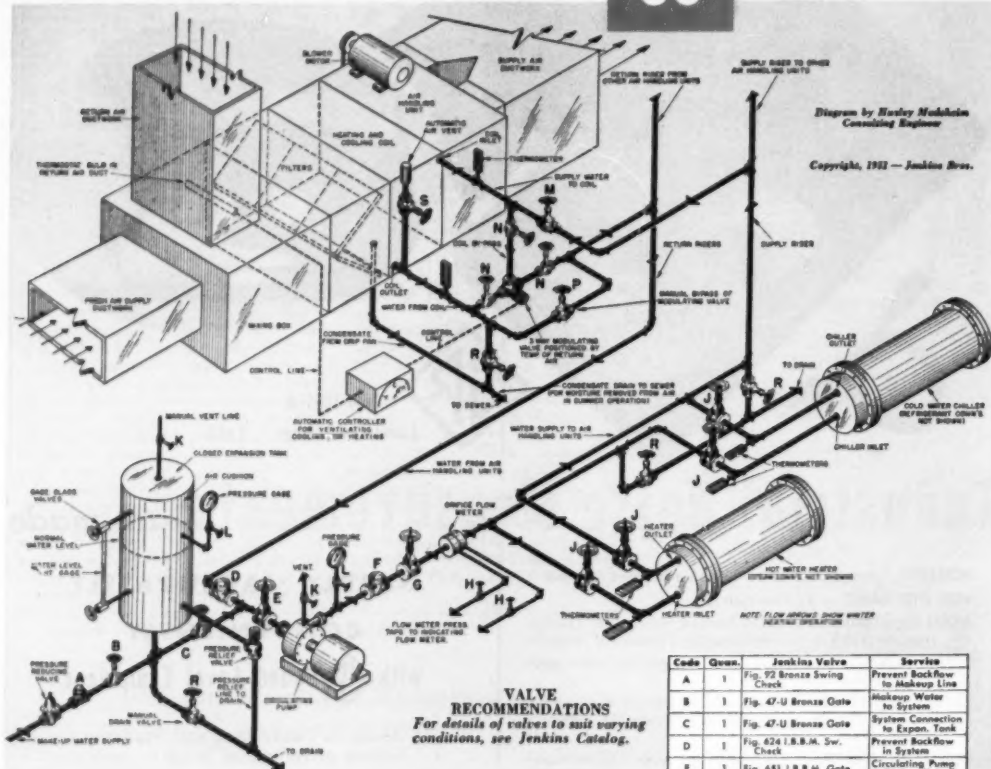 BLOWER
MOTOR
SUPPLY AIR
DUCTWORK
RETURN RISER FROM
OTHER AIR HANDLING UNITS
SUPPLY RISER TO OTHER
AIR HANDLING UNITS
Diagram by Huxley Madeheim
Consulting Engineer
Copyright, 1952 — Jenkins Bros.
RETURN AIR
DUCTWORK
AIR
HANDLING
UNIT
AUTOMATIC
AIR VENT
HEATING AND
COOLING COIL
COIL
INLET
THERMOMETER
SUPPLY WATER
TO COIL
THERMOSTAT BULB IN
RETURN AIR DUCT
FILTERS
S
M
N
COIL BY-PASS
N
N
P
RETURN RISERS
SUPPLY RISER
MANUAL BYPASS OF
MODULATING VALVE
FRESH AIR SUPPLY
DUCTWORK
MIXING BOX
COIL
OUTLET
WATER FROM COIL
CONDENSATE
FROM DRIP PAN
CONTROL
LINE
3-WAY MODULATING
VALVE POSITIONED BY
TEMP OF RETURN
AIR
CONTROL LINE
R
TO SEWER
CONDENSATE DRAIN TO SEWER
(FOR MOISTURE REMOVED FROM AIR
IN SUMMER OPERATION)
AUTOMATIC CONTROLLER
FOR VENTILATING
COOLING, OR HEATING
CHILLER
OUTLET
TO DRAIN
R
J
COLD WATER CHILLER
(REFRIGERANT CONN'S
NOT SHOWN)
CHILLER INLET
WATER SUPPLY TO AIR
HANDLING UNITS
R
J
THERMOMETERS
MANUAL VENT LINE
K
CLOSED EXPANSION TANK
AIR CUSHION
PRESSURE GAGE
GAGE GLASS
VALVES
L
NORMAL
WATER LEVEL
WATER LEVEL
GAGE
WATER FROM AIR
HANDLING UNITS
ORIFICE FLOW
METER
PRESSURE
GAGE
J
HEATER
OUTLET
J
HOT WATER HEATER
NOT SHOWN
HEATER INLET
THERMOMETERS
NOTE: FLOW ARROWS SHOW WATER
HEATING OPERATION
D
E
VENT
K
L
F
G
H
H
FLOW METER PRESS.
TAPS TO INDICATING
FLOW METER
C
PRESSURE
RELIEF
VALVE
PRESSURE
RELIEF
LINE TO
DRAIN
CIRCULATING
PUMP
PRESSURE
REDUCING
VALVE
A
B
R
MANUAL
DRAIN VALVE
MAKE-UP WATER SUPPLY
TO DRAIN
VALVE
RECOMMENDATIONS
For details of valves to suit varying
conditions, see Jenkins Catalog.
Code Quan. Jenkins Valve Service
A 1 Fig. 92 Bronze Swing Check Prevent Backflow to Makeup Line
B 1 Fig. 47-U Bronze Gate Makeup Water to System
C 1 Fig. 47-U Bronze Gate System Connection to Expan. Tank
D 1 Fig. 624 I.B.B.M. Sw. Check Prevent Backflow in System
Circulating Pump